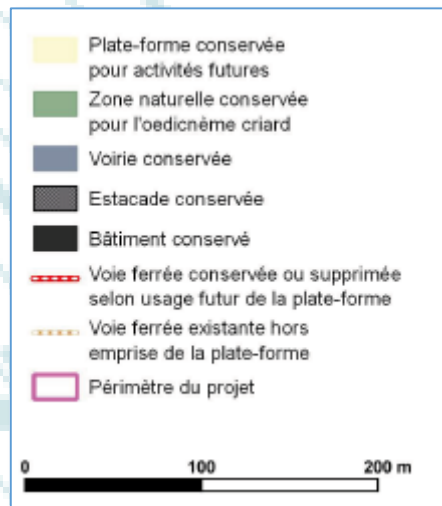 Plate-forme conservée
pour activités futures
Zone naturelle conservée
pour l'oedicnème criard
Voirie conservée
Estacade conservée
Bâtiment conservé
Voie ferrée conservée ou supprimée
selon usage futur de la plate-forme
Voie ferrée existante hors
emprise de la plate-forme
Périmètre du projet
0 100 200 m